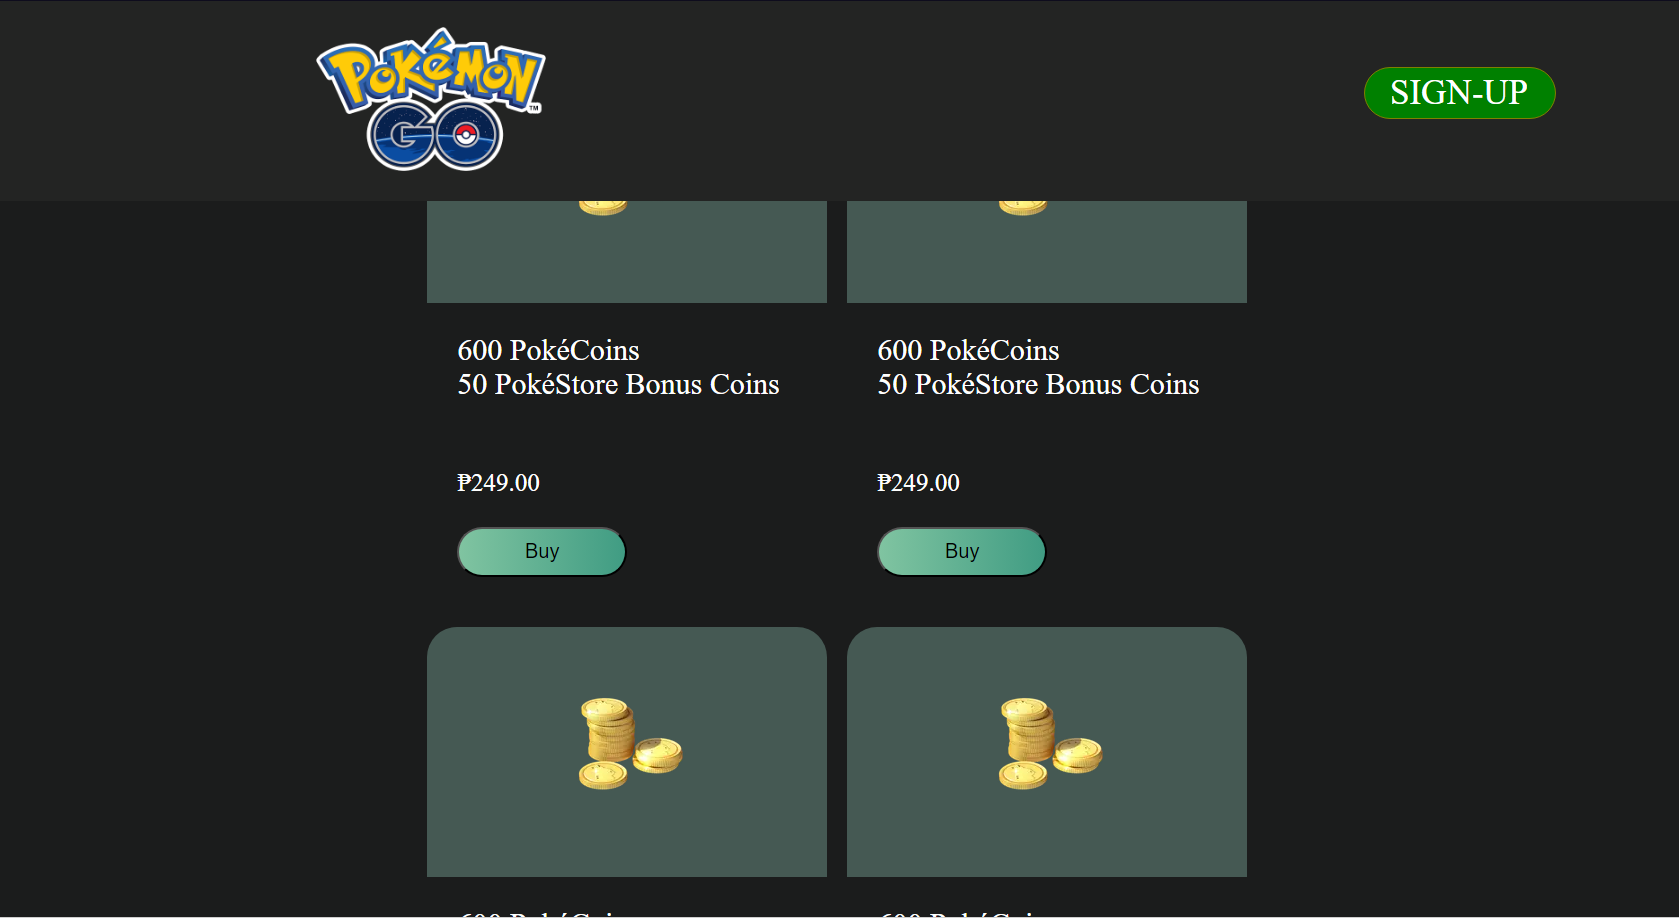 POKéMON
GO
™
SIGN-UP
600 PokéCoins
50 PokéStore Bonus Coins
₱249.00
Buy
600 PokéCoins
50 PokéStore Bonus Coins
₱249.00
Buy